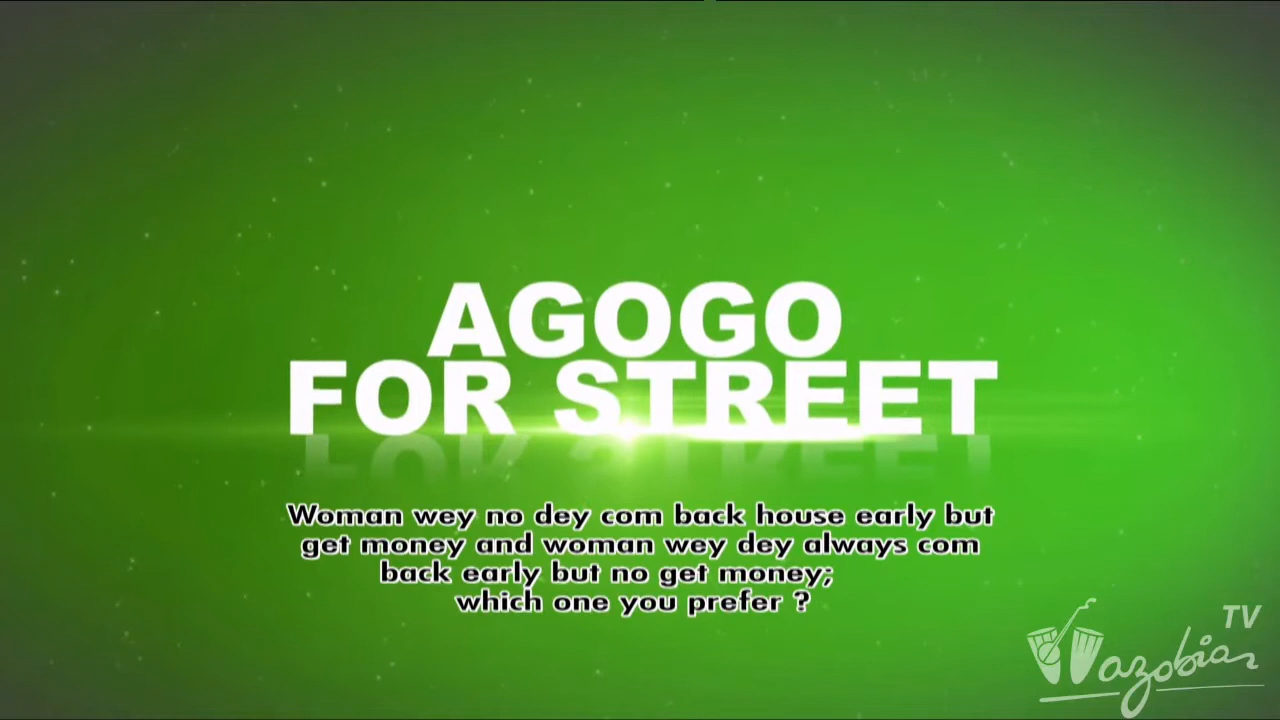 AGOGO
FOR STREET
Woman wey no dey com back house early but
get money and woman wey dey always com
back early but no get money;
which one you prefer ?
TV
Wazobia